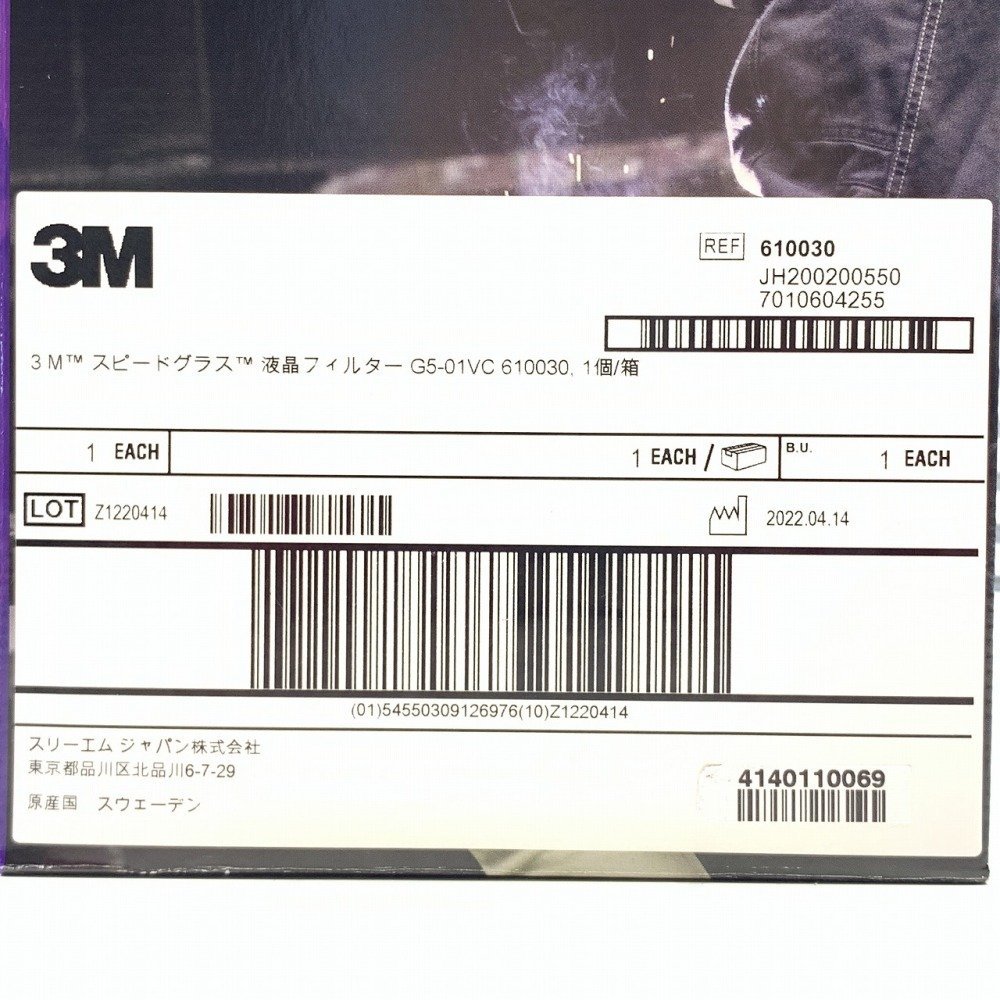 3M
REF 610030
JH200200550
7010604255
3 M™ スピードグラス™ 液晶フィルター G5-01VC 610030, 1個/箱
1 EACH
1 EACH /
B.U. 1 EACH
LOT Z1220414
2022.04.14
(01)54550309126976(10)Z1220414
スリーエム ジャパン株式会社
東京都品川区北品川6-7-29
原産国 スウェーデン
4140110069